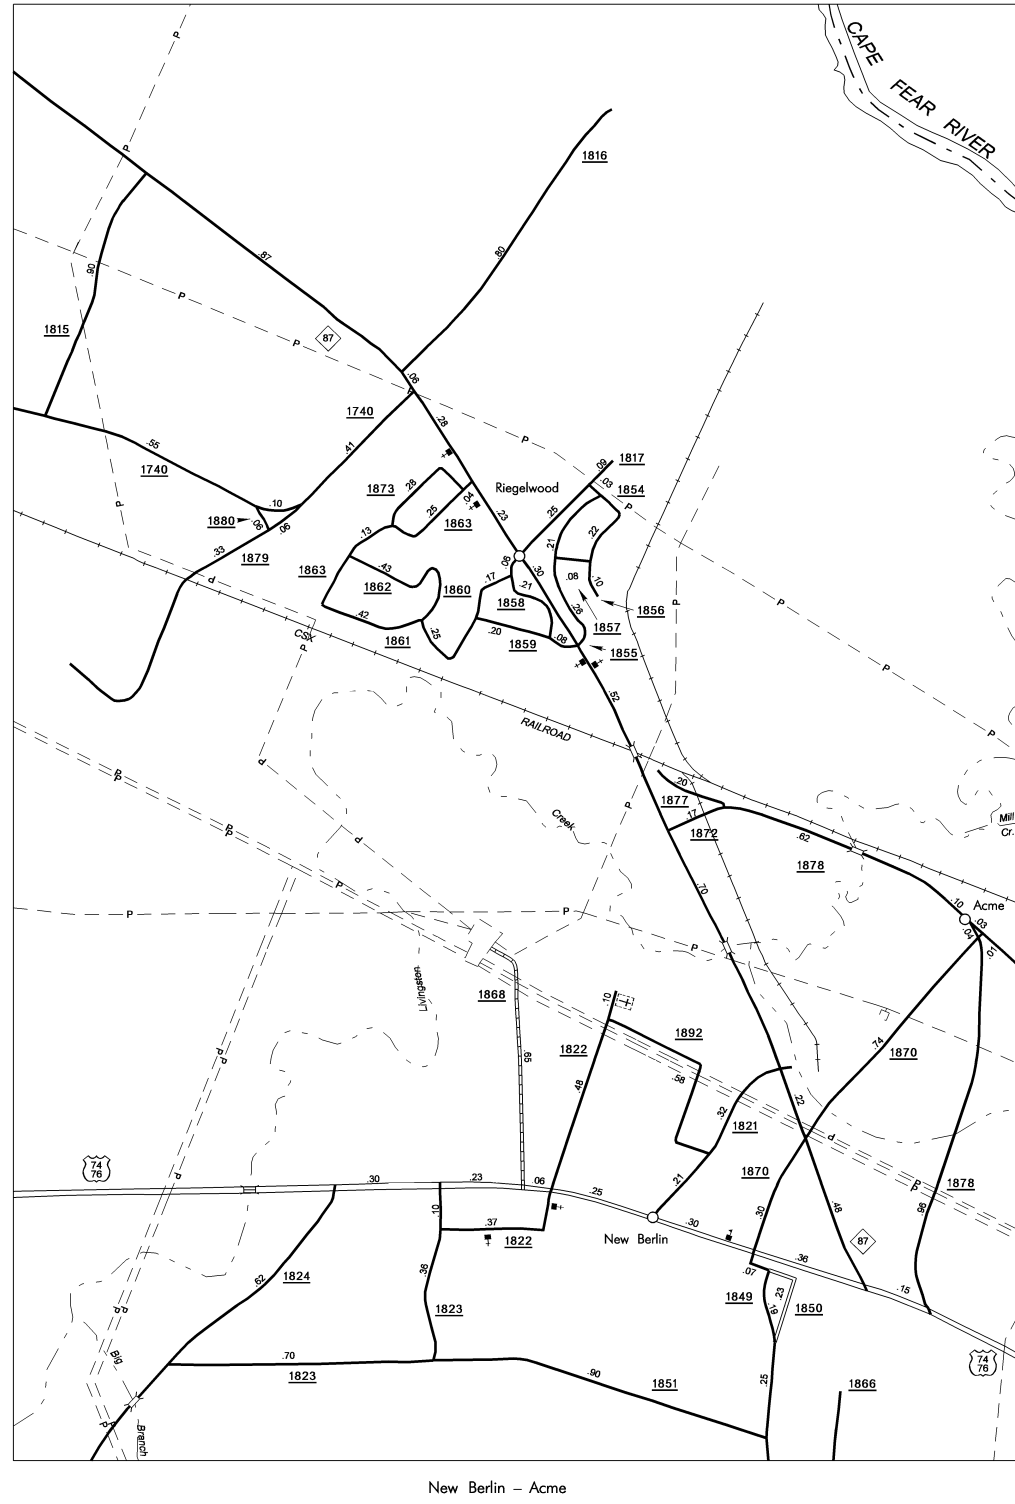 CAPE FEAR RIVER
P
P
1816
.87
.80
.90
P
1815
87
P
.06
P
1740
.28
.41
.55
1740
P
1817
.09
.03
1854
1873
.28
Riegelwood
.04
.25
1863
.23
.25
P
P
.10
1880
.06
.06
.13
.22
.21
.33
1879
1863
.43
1862
.06
.30
.08
.10
P
1860
.17
.21
1858
1856
P
P
.42
1861
.25
.20
1859
.26
1857
.08
1855
CSX
P
P
.52
RAILROAD
P
P
P
P
.20
1877
P
.17
1872
Creek
Mill
Cr.
P
P
P
.62
1878
P
.70
.10
Acme
P
P
P
.03
.04
.01
Livingston
1868
.10
1892
1822
.74
1870
P
P
.65
.48
.58
.22
.32
1821
P
74
76
P
.30
.23
.06
.25
.21
1870
P
P
1878
.10
.37
1822
New Berlin
.30
.30
.48
87
.96
.62
1824
.36
1823
.36
.07
1849
.23
.19
1850
.15
P
P
Big
.70
1823
.90
1851
.25
1866
74
76
P
P
Branch
New Berlin – Acme